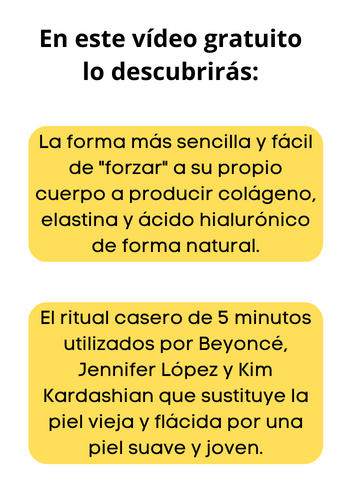 En este vídeo gratuito
lo descubrirás:
La forma más sencilla y fácil
de "forzar" a su propio
cuerpo a producir colágeno,
elastina y ácido hialurónico
de forma natural.
El ritual casero de 5 minutos
utilizados por Beyoncé,
Jennifer López y Kim
Kardashian que sustituye la
piel vieja y flácida por una
piel suave y joven.